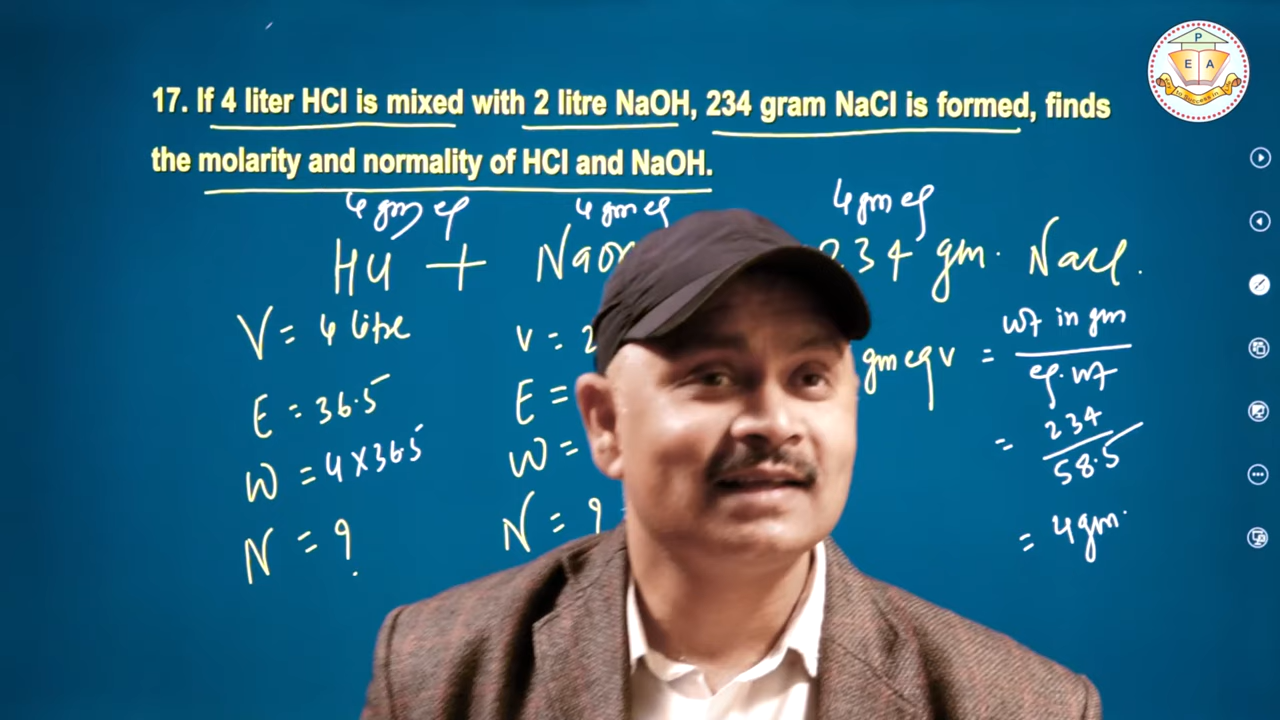 P
E A
17. If 4 liter HCl is mixed with 2 litre NaOH, 234 gram NaCl is formed, finds
the molarity and normality of HCl and NaOH.
4 gm eq 4 gm eq 4 gm eq
HCl + NaOH 234 gm. NaCl.
V = 4 litre V = 2 gm eqv = wt in gm
eq. wt
E = 36.5 E = = 234
58.5
W = 4 X 36.5 W =
N = ? N = ? = 4 gm.